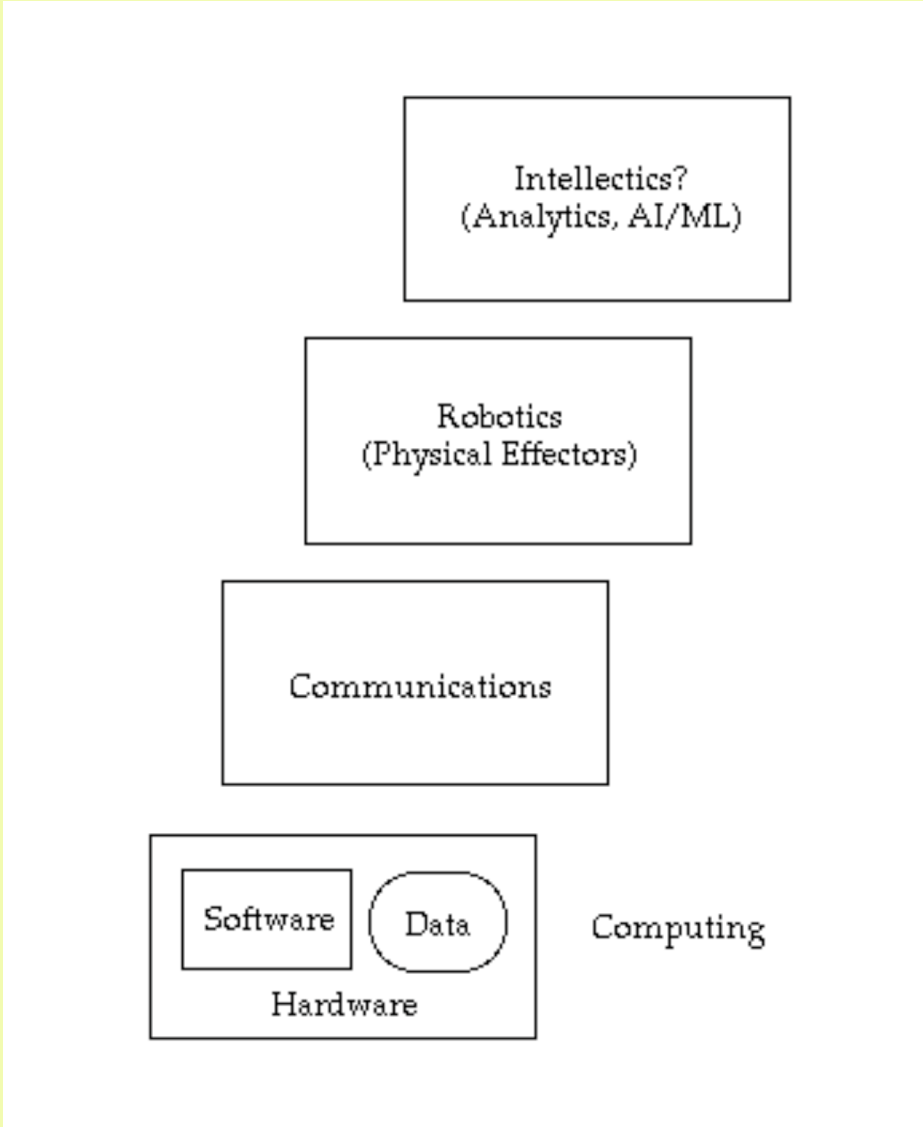 Intellectics?
(Analytics, AI/ML)
Robotics
(Physical Effectors)
Communications
Software
Data
Computing
Hardware